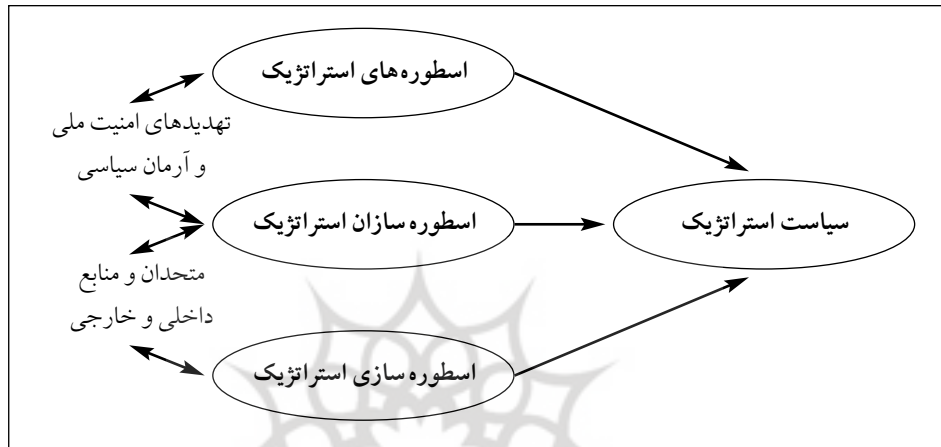 اسطوره‌های استراتژیک
تهدیدهای امنیت ملی
و آرمان سیاسی
اسطوره سازان استراتژیک
سیاست استراتژیک
متحدان و منابع
داخلی و خارجی
اسطوره سازی استراتژیک